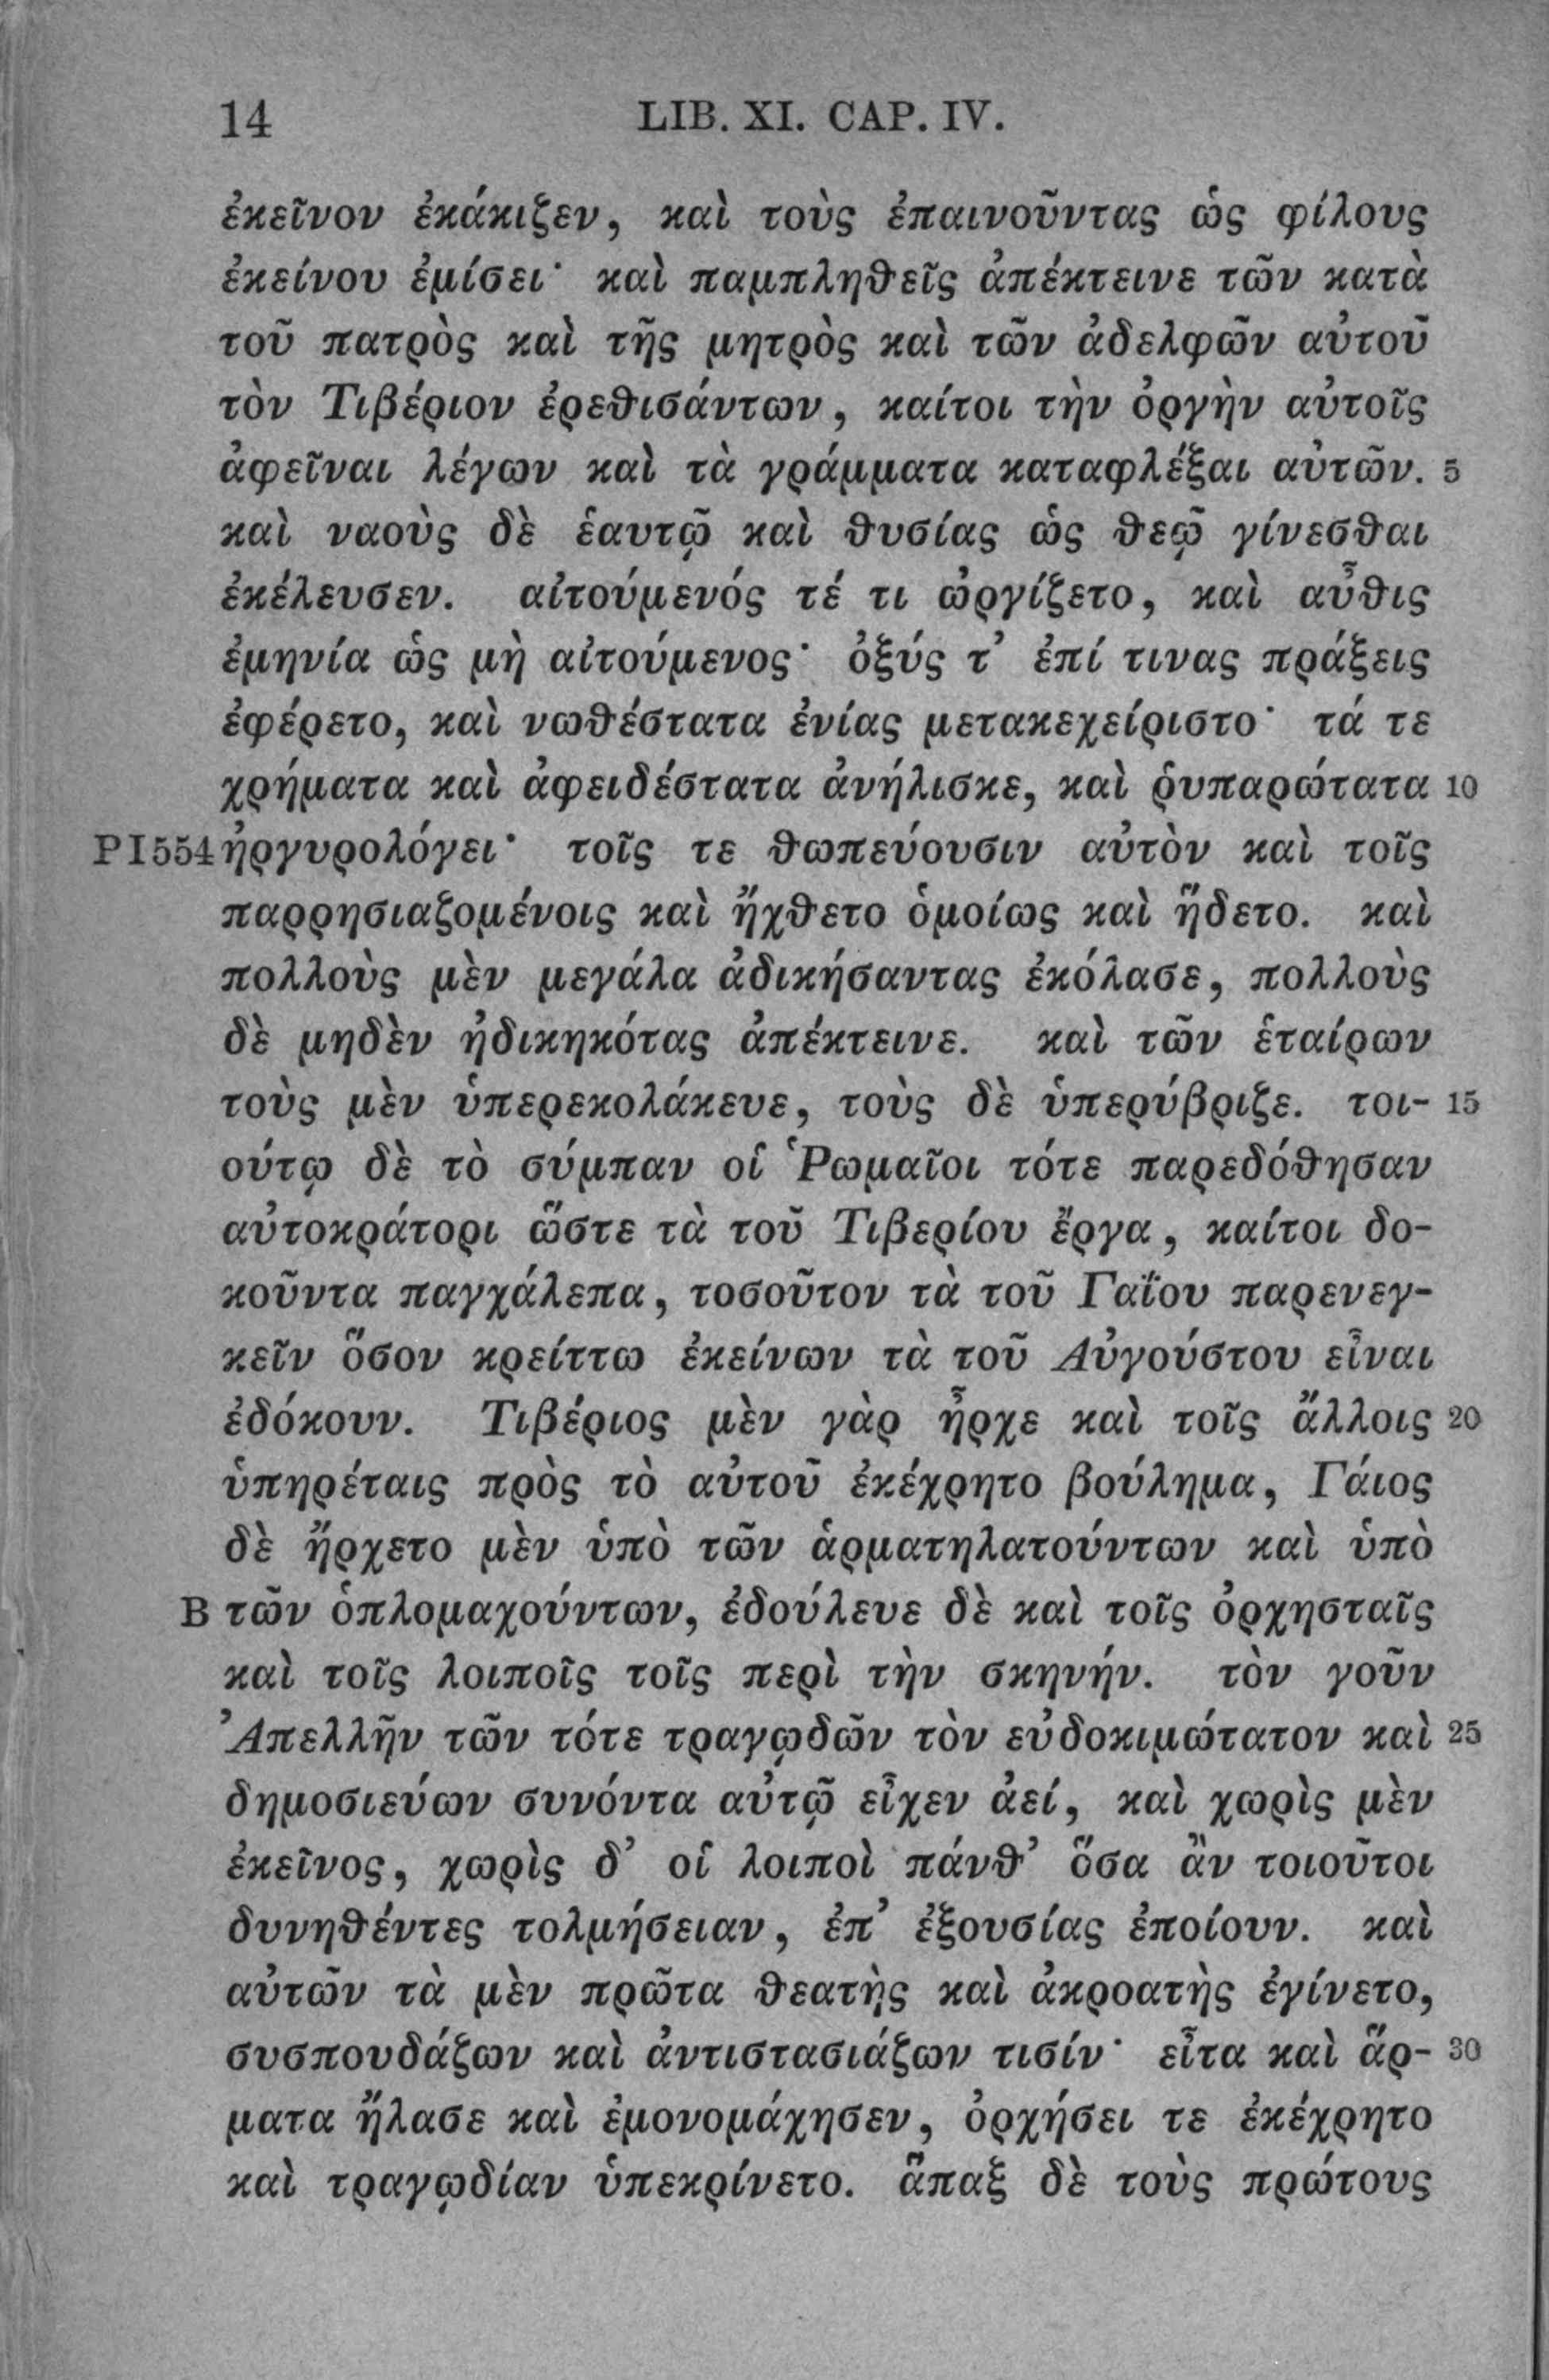 14 LIB. XI. CAP. IV.
ἐκεῖνον ἐκάκιζεν, καὶ τοὺς ἐπαινοῦντας ὡς φίλους
ἐκείνου ἐμίσει· καὶ παμπληθεῖς ἀπέκτεινε τῶν κατὰ
τοῦ πατρὸς καὶ τῆς μητρὸς καὶ τῶν ἀδελφῶν αὐτοῦ
τὸν Τιβέριον ἐρεθισάντων, καίτοι τὴν ὀργὴν αὐτοῖς
ἀφεῖναι λέγων καὶ τὰ γράμματα καταφλέξαι αὐτῶν. 5
καὶ ναοὺς δὲ ἑαυτῷ καὶ θυσίας ὡς θεῷ γίνεσθαι
ἐκέλευσεν. αἰτούμενός τέ τι ὠργίζετο, καὶ αὖθις
ἐμηνία ὡς μὴ αἰτούμενος· ὀξύς τ’ ἐπί τινας πράξεις
ἐφέρετο, καὶ νωθέστατα ἐνίας μετακεχείριστο· τά τε
χρήματα καὶ ἀφειδέστατα ἀνήλισκε, καὶ ῥυπαρώτατα 10
PI554 ἠργυρολόγει· τοῖς τε θωπεύουσιν αὐτὸν καὶ τοῖς
παρρησιαζομένοις καὶ ἤχθετο ὁμοίως καὶ ἥδετο. καὶ
πολλοὺς μὲν μεγάλα ἀδικήσαντας ἐκόλασε, πολλοὺς
δὲ μηδὲν ἠδικηκότας ἀπέκτεινε. καὶ τῶν ἑταίρων
τοὺς μὲν ὑπερεκολάκευε, τοὺς δὲ ὑπερύβριζε. τοι- 15
ούτῳ δὲ τὸ σύμπαν οἱ Ῥωμαῖοι τότε παρεδόθησαν
αὐτοκράτορι ὥστε τὰ τοῦ Τιβερίου ἔργα, καίτοι δο-
κοῦντα παγχάλεπα, τοσοῦτον τὰ τοῦ Γαΐου παρενεγ-
κεῖν ὅσον κρείττω ἐκείνων τὰ τοῦ Αὐγούστου εἶναι
ἐδόκουν. Τιβέριος μὲν γὰρ ἦρχε καὶ τοῖς ἄλλοις 20
ὑπηρέταις πρὸς τὸ αὑτοῦ ἐκέχρητο βούλημα, Γάιος
δὲ ἤρχετο μὲν ὑπὸ τῶν ἁρματηλατούντων καὶ ὑπὸ
B τῶν ὁπλομαχούντων, ἐδούλευε δὲ καὶ τοῖς ὀρχησταῖς
καὶ τοῖς λοιποῖς τοῖς περὶ τὴν σκηνήν. τὸν γοῦν
Ἀπελλῆν τῶν τότε τραγῳδῶν τὸν εὐδοκιμώτατον καὶ 25
δημοσιεύων συνόντα αὐτῷ εἶχεν ἀεί, καὶ χωρὶς μὲν
ἐκεῖνος, χωρὶς δ’ οἱ λοιποὶ πάνθ’ ὅσα ἂν τοιοῦτοι
δυνηθέντες τολμήσειαν, ἐπ’ ἐξουσίας ἐποίουν. καὶ
αὐτῶν τὰ μὲν πρῶτα θεατὴς καὶ ἀκροατὴς ἐγίνετο,
συσπουδάζων καὶ ἀντιστασιάζων τισίν· εἶτα καὶ ἅρ- 30
ματα ἤλασε καὶ ἐμονομάχησεν, ὀρχήσει τε ἐκέχρητο
καὶ τραγῳδίαν ὑπεκρίνετο. ἅπαξ δὲ τοὺς πρώτους